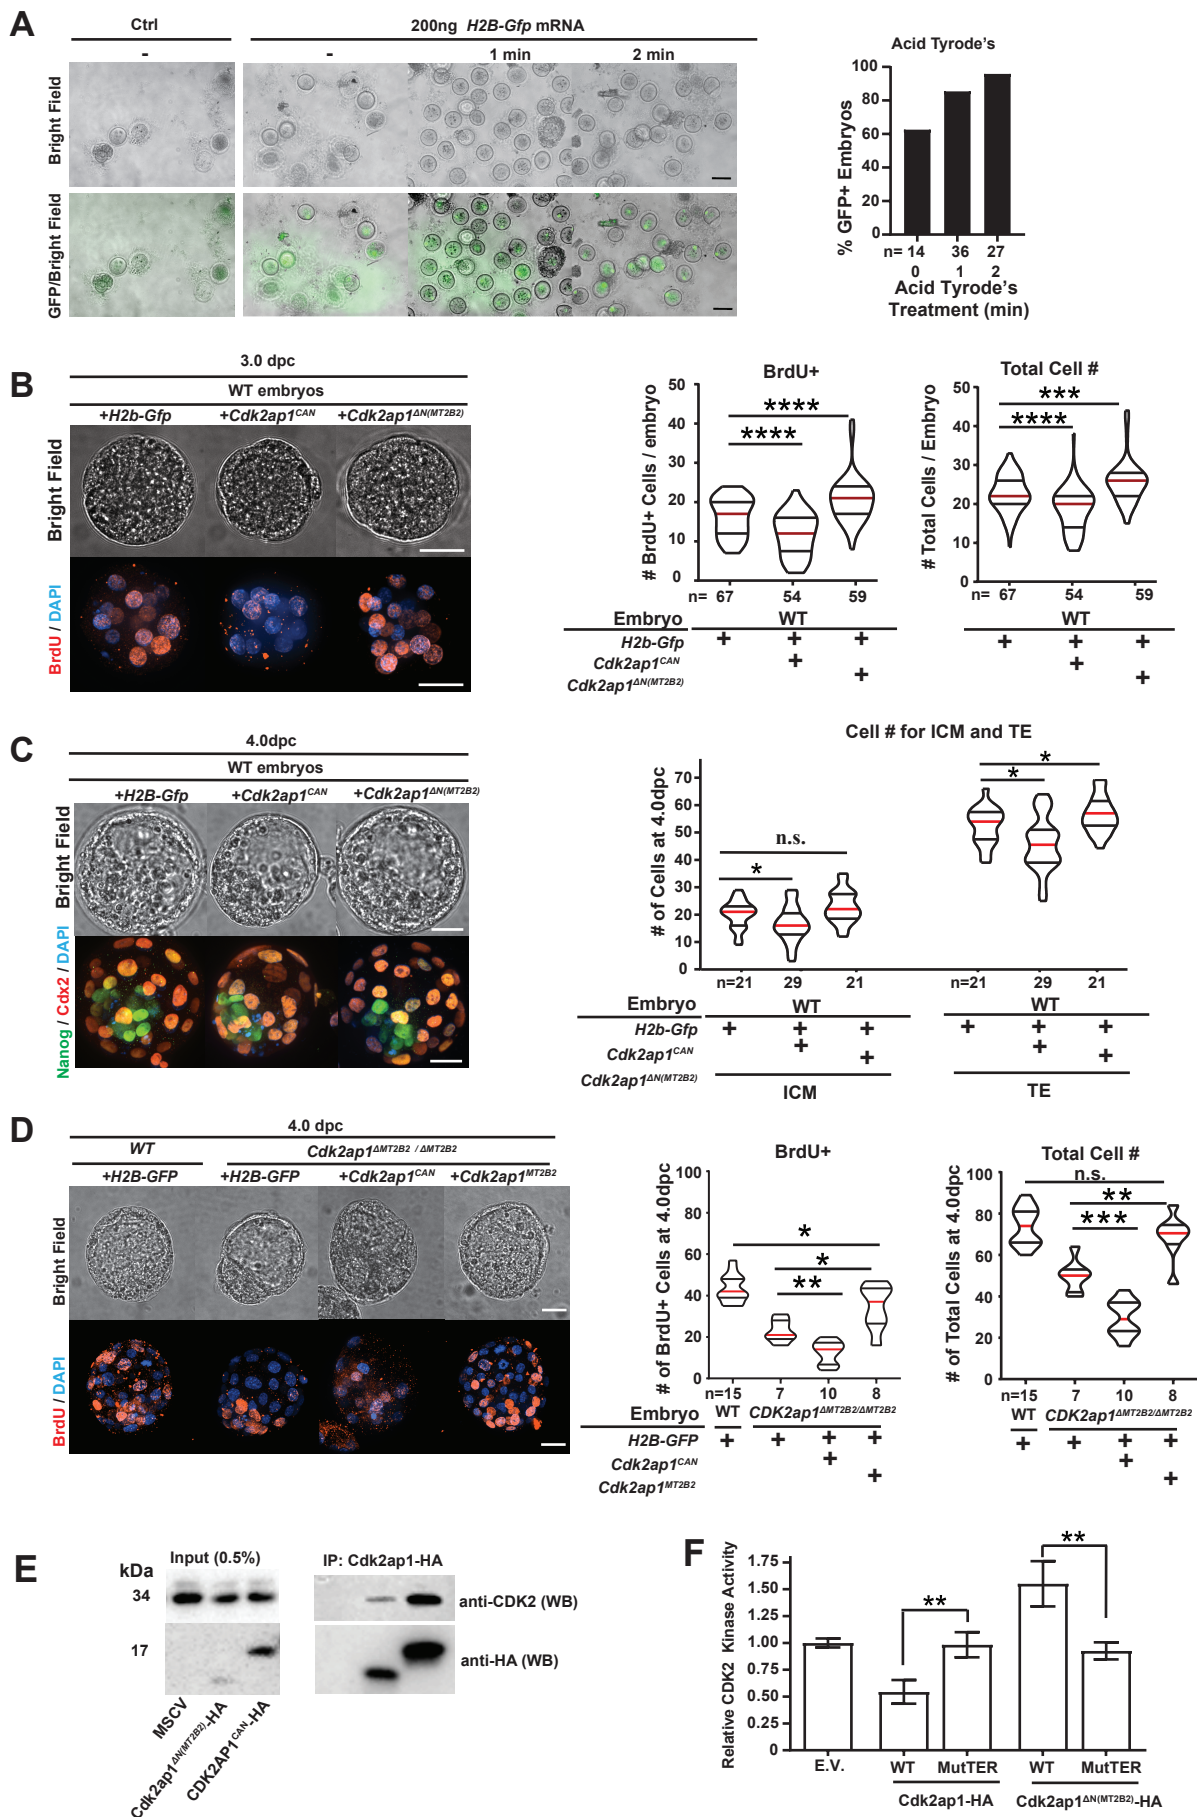 A
Ctrl
200ng H2B-Gfp mRNA
-
-
1 min
2 min
Bright Field
GFP/Bright Field
Acid Tyrode's
% GFP+ Embryos
100
80
60
40
20
0
n= 14 36 27
0 1 2
Acid Tyrode's
Treatment (min)
B
3.0 dpc
WT embryos
+H2b-Gfp +Cdk2ap1CAN +Cdk2ap1ΔN(MT2B2)
Bright Field
BrdU / DAPI
BrdU+
# BrdU+ Cells / embryo
50
40
30
20
10
0
****
****
n= 67 54 59
Embryo WT
H2b-Gfp + + +
Cdk2ap1CAN +
Cdk2ap1ΔN(MT2B2) +
Total Cell #
# Total Cells / Embryo
50
40
30
20
10
0
***
****
n= 67 54 59
WT
+ + +
+
+
C
4.0dpc
WT embryos
+H2B-Gfp +Cdk2ap1CAN +Cdk2ap1ΔN(MT2B2)
Bright Field
Nanog / Cdx2 / DAPI
Cell # for ICM and TE
# of Cells at 4.0dpc
70
60
50
40
30
20
10
0
n.s.
*
*
*
n=21 29 21 n=21 29 21
Embryo WT WT
H2b-Gfp + + + + + +
Cdk2ap1CAN + +
Cdk2ap1ΔN(MT2B2) + +
ICM TE
D
4.0 dpc
WT Cdk2ap1ΔMT2B2 / ΔMT2B2
+H2B-GFP +H2B-GFP +Cdk2ap1CAN +Cdk2ap1MT2B2
Bright Field
BrdU / DAPI
BrdU+
# of BrdU+ Cells at 4.0dpc
100
80
60
40
20
0
*
*
**
n=15 7 10 8
Embryo WT CDK2ap1ΔMT2B2/ΔMT2B2
H2B-GFP + + + +
Cdk2ap1CAN +
Cdk2ap1MT2B2 +
Total Cell #
# of Total Cells at 4.0dpc
100
80
60
40
20
0
n.s.
**
***
n=15 7 10 8
WT CDK2ap1ΔMT2B2/ΔMT2B2
+ + + +
+
+
E
kDa
Input (0.5%)
IP: Cdk2ap1-HA
34
17
anti-CDK2 (WB)
anti-HA (WB)
MSCV
Cdk2ap1ΔN(MT2B2)-HA
CDK2AP1CAN-HA
F
Relative CDK2 Kinase Activity
1.75
1.50
1.25
1.00
0.75
0.50
0.25
0
**
**
E.V. WT MutTER WT MutTER
Cdk2ap1-HA Cdk2ap1ΔN(MT2B2)-HA